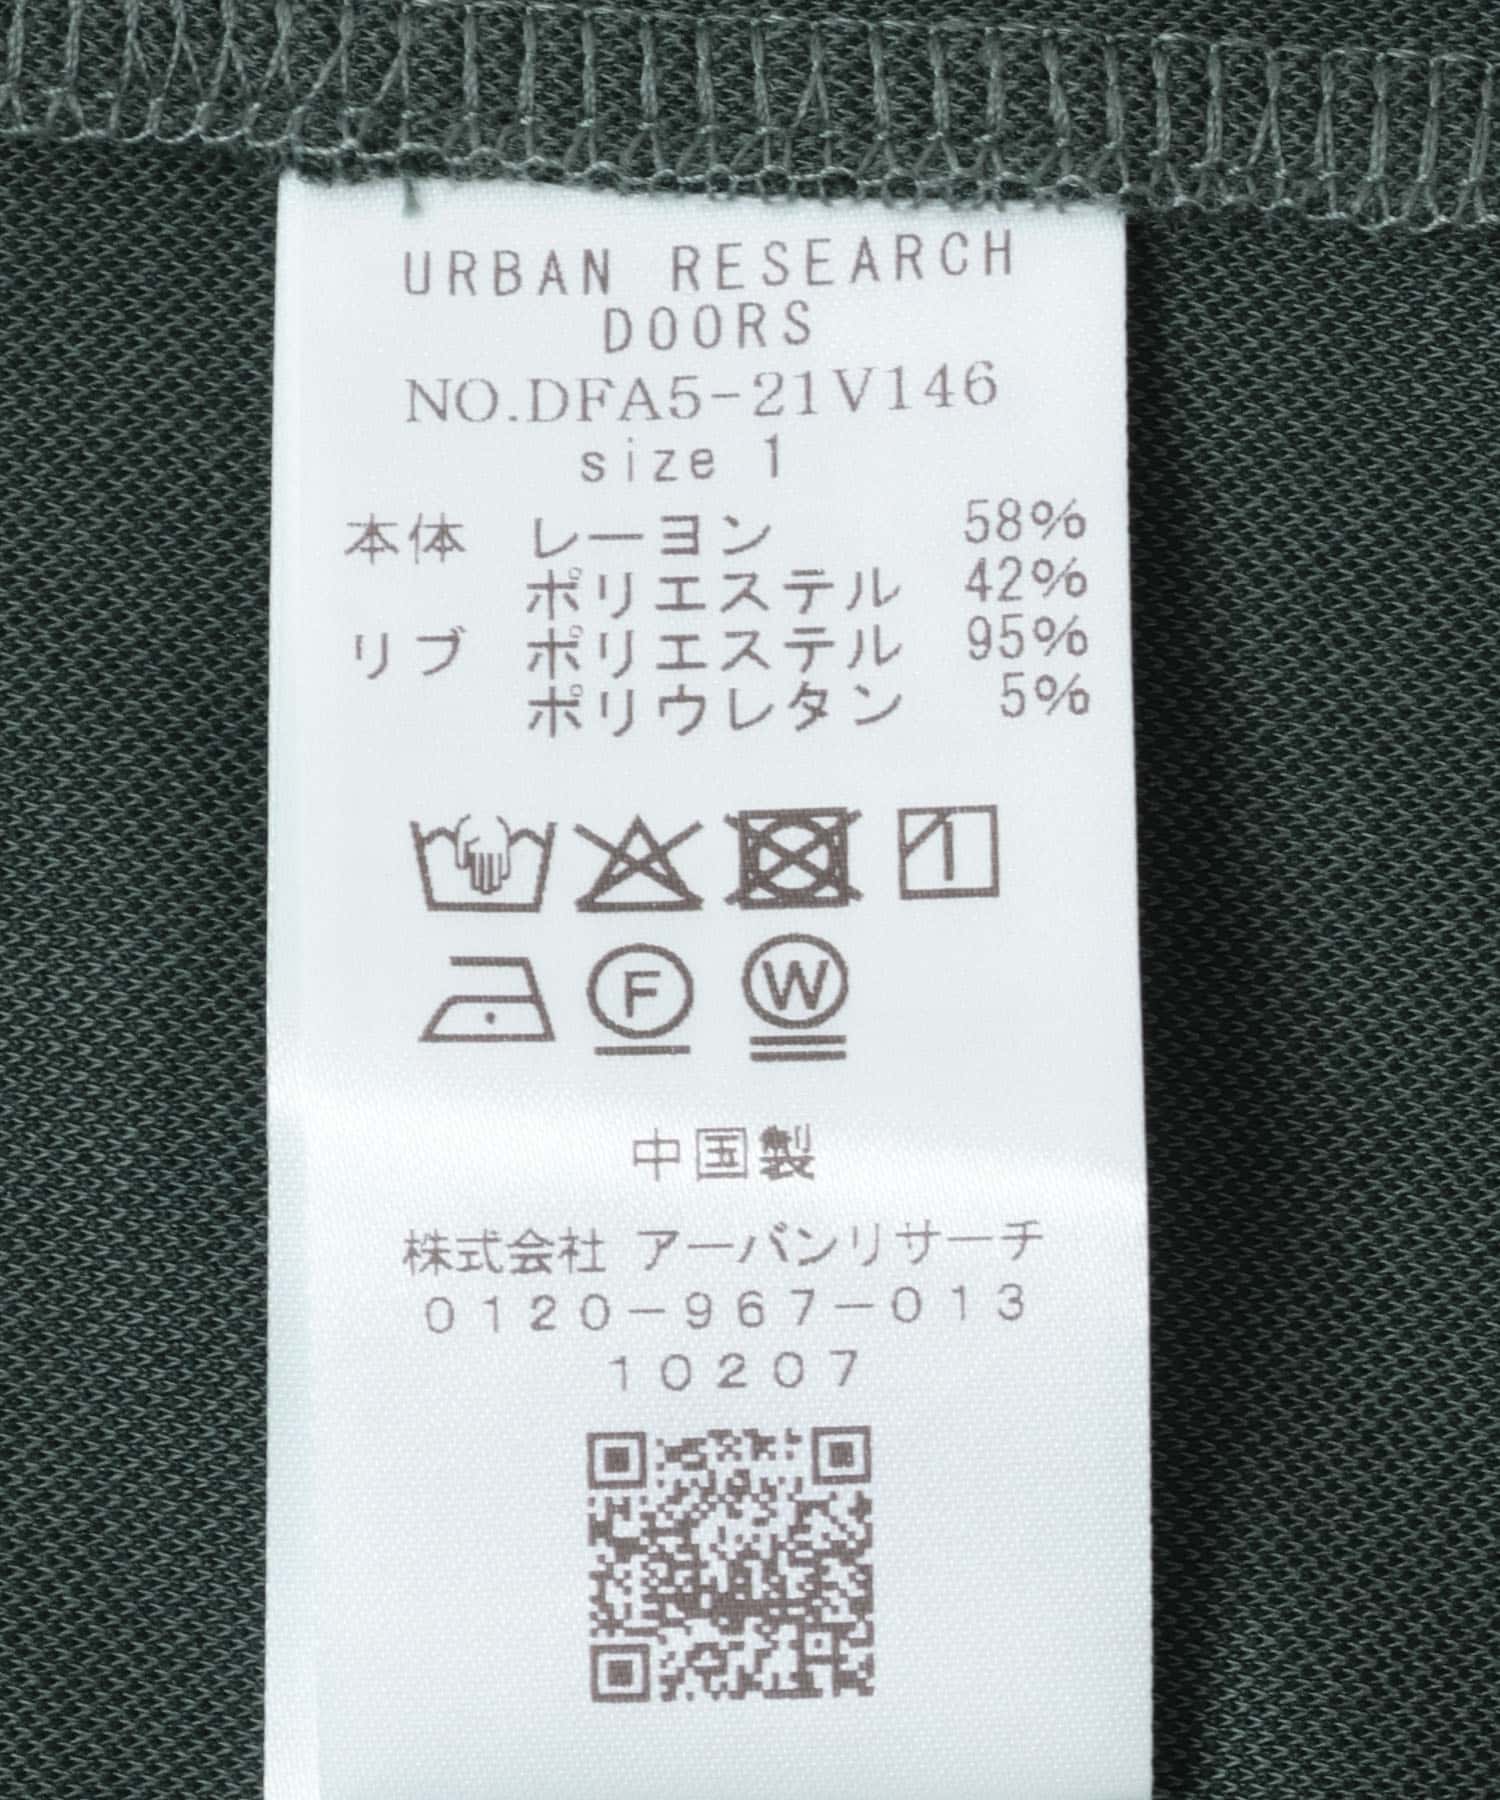 URBAN RESEARCH
DOORS
NO.DFA5-21V146
size 1
本体 レーヨン 58%
ポリエステル 42%
リブ ポリエステル 95%
ポリウレタン 5%
F W
中国製
株式会社 アーバンリサーチ
0120-967-013
10207